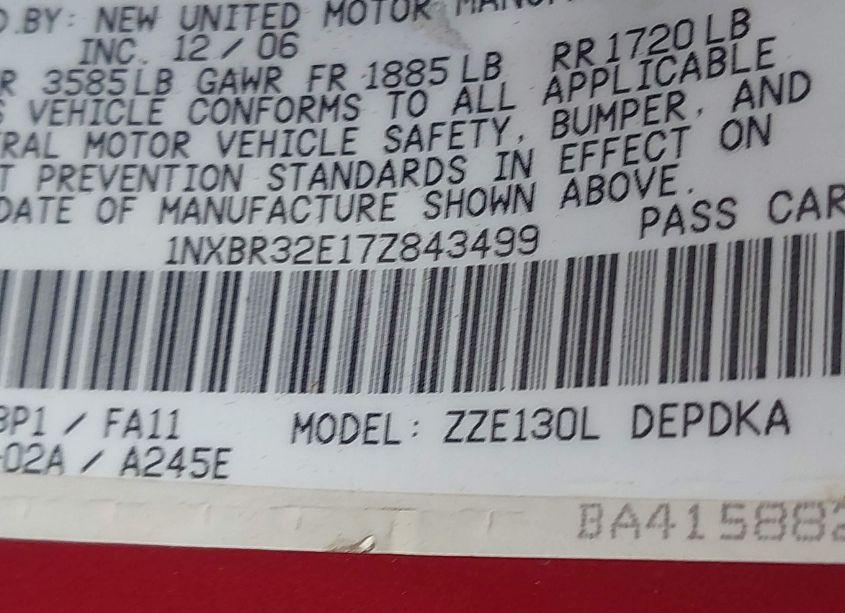 D.BY: NEW UNITED MOTOR
INC. 12 / 06
R 3585LB GAWR FR 1885 LB RR 1720 LB
S VEHICLE CONFORMS TO ALL APPLICABLE
RAL MOTOR VEHICLE SAFETY, BUMPER, AND
T PREVENTION STANDARDS IN EFFECT ON
DATE OF MANUFACTURE SHOWN ABOVE.
1NXBR32E17Z843499 PASS CAR
BP1 / FA11 MODEL: ZZE130L DEPDKA
-02A / A245E
BA415882